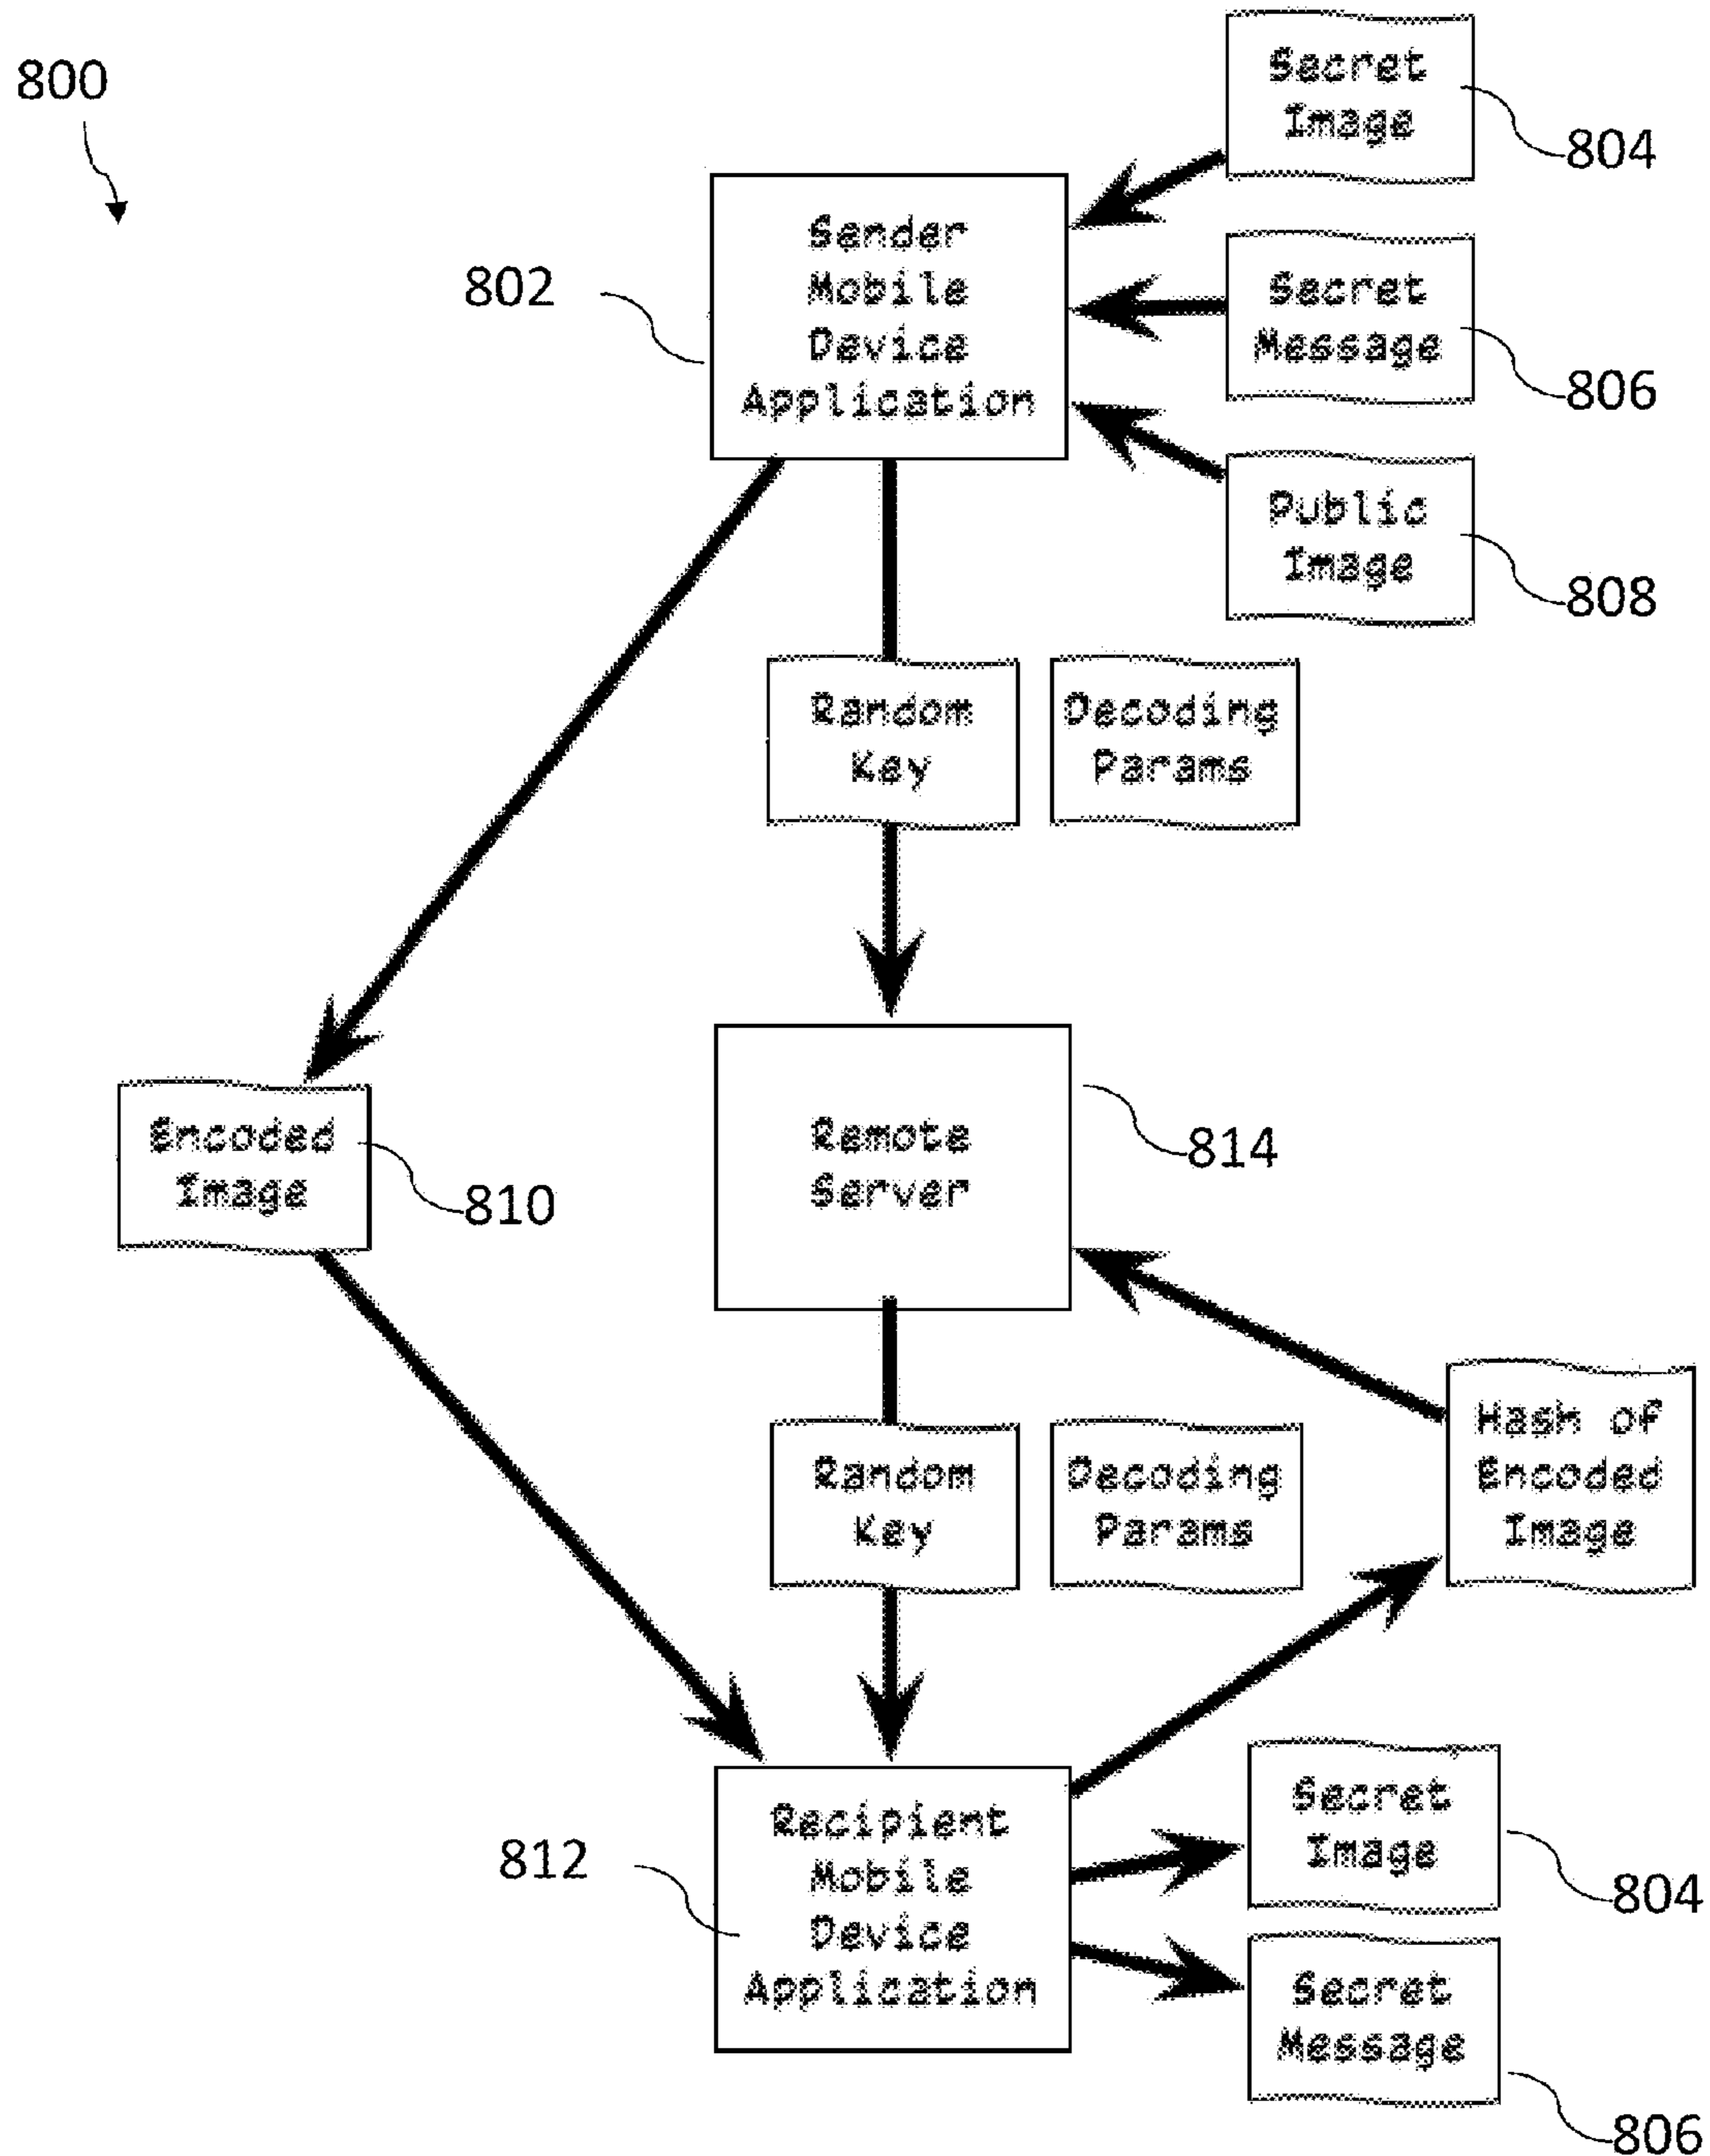 800
Secret
Image
804
Sender
Mobile
Device
Application
802
Secret
Message
806
Public
Image
808
Random
Key
Decoding
Params
Encoded
Image
810
Remote
Server
814
Random
Key
Decoding
Params
Hash of
Encoded
Image
Recipient
Mobile
Device
Application
812
Secret
Image
804
Secret
Message
806